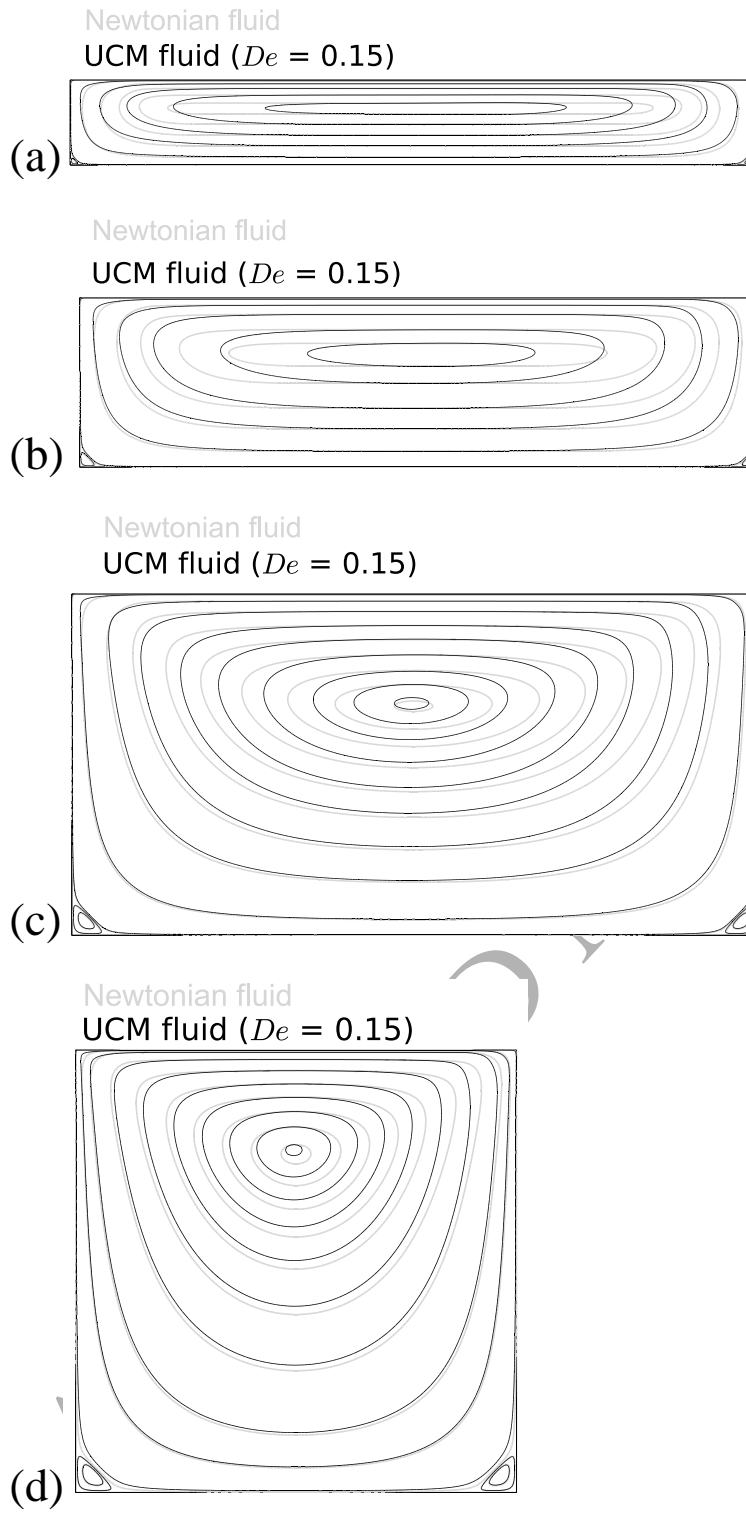 Newtonian fluid
UCM fluid (De = 0.15)
(a)
Newtonian fluid
UCM fluid (De = 0.15)
(b)
Newtonian fluid
UCM fluid (De = 0.15)
(c)
Newtonian fluid
UCM fluid (De = 0.15)
(d)